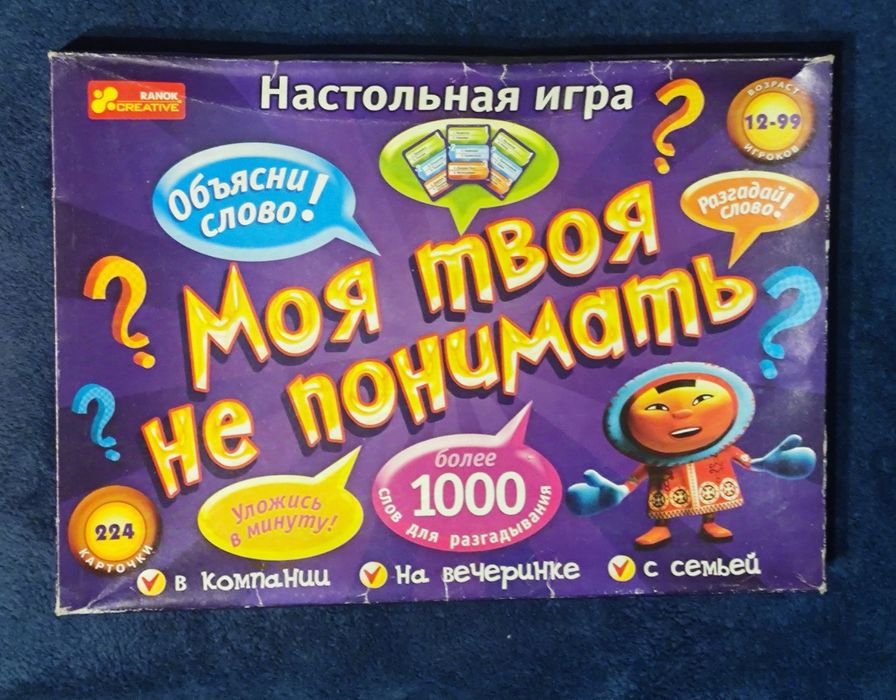 RANOK
CREATIVE
Настольная игра
ВОЗРАСТ
12-99
ИГРОКОВ
Объясни
слово!
Разгадай
слово!
Моя твоя
не понимать
более
1000
слов для разгадывания
Уложись
в минуту!
224
КАРТОЧКИ
в компании
на вечеринке
с семьей